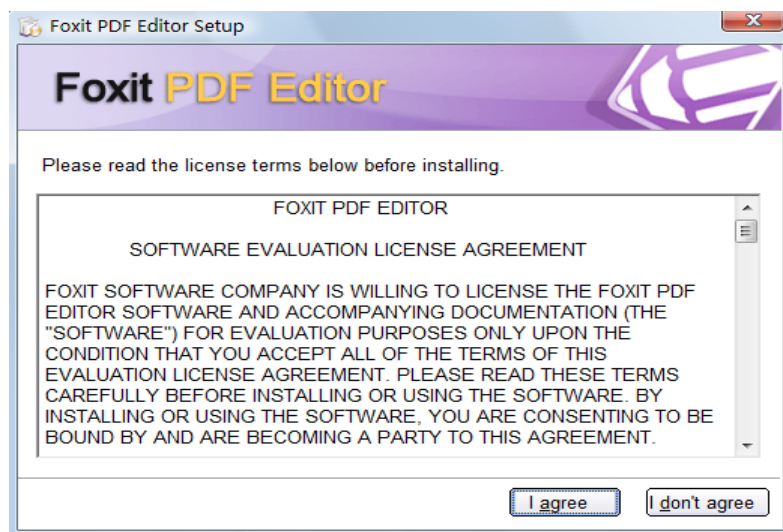 Foxit PDF Editor Setup
Foxit PDF Editor
Please read the license terms below before installing.
FOXIT PDF EDITOR
SOFTWARE EVALUATION LICENSE AGREEMENT
FOXIT SOFTWARE COMPANY IS WILLING TO LICENSE THE FOXIT PDF
EDITOR SOFTWARE AND ACCOMPANYING DOCUMENTATION (THE
"SOFTWARE") FOR EVALUATION PURPOSES ONLY UPON THE
CONDITION THAT YOU ACCEPT ALL OF THE TERMS OF THIS
EVALUATION LICENSE AGREEMENT. PLEASE READ THESE TERMS
CAREFULLY BEFORE INSTALLING OR USING THE SOFTWARE. BY
INSTALLING OR USING THE SOFTWARE, YOU ARE CONSENTING TO BE
BOUND BY AND ARE BECOMING A PARTY TO THIS AGREEMENT.
I agree
I don't agree